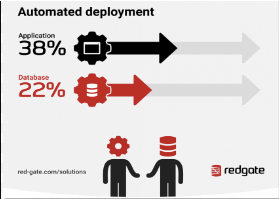 Automated deployment
Application
38%
Database
22%
red-gate.com/solutions
redgate